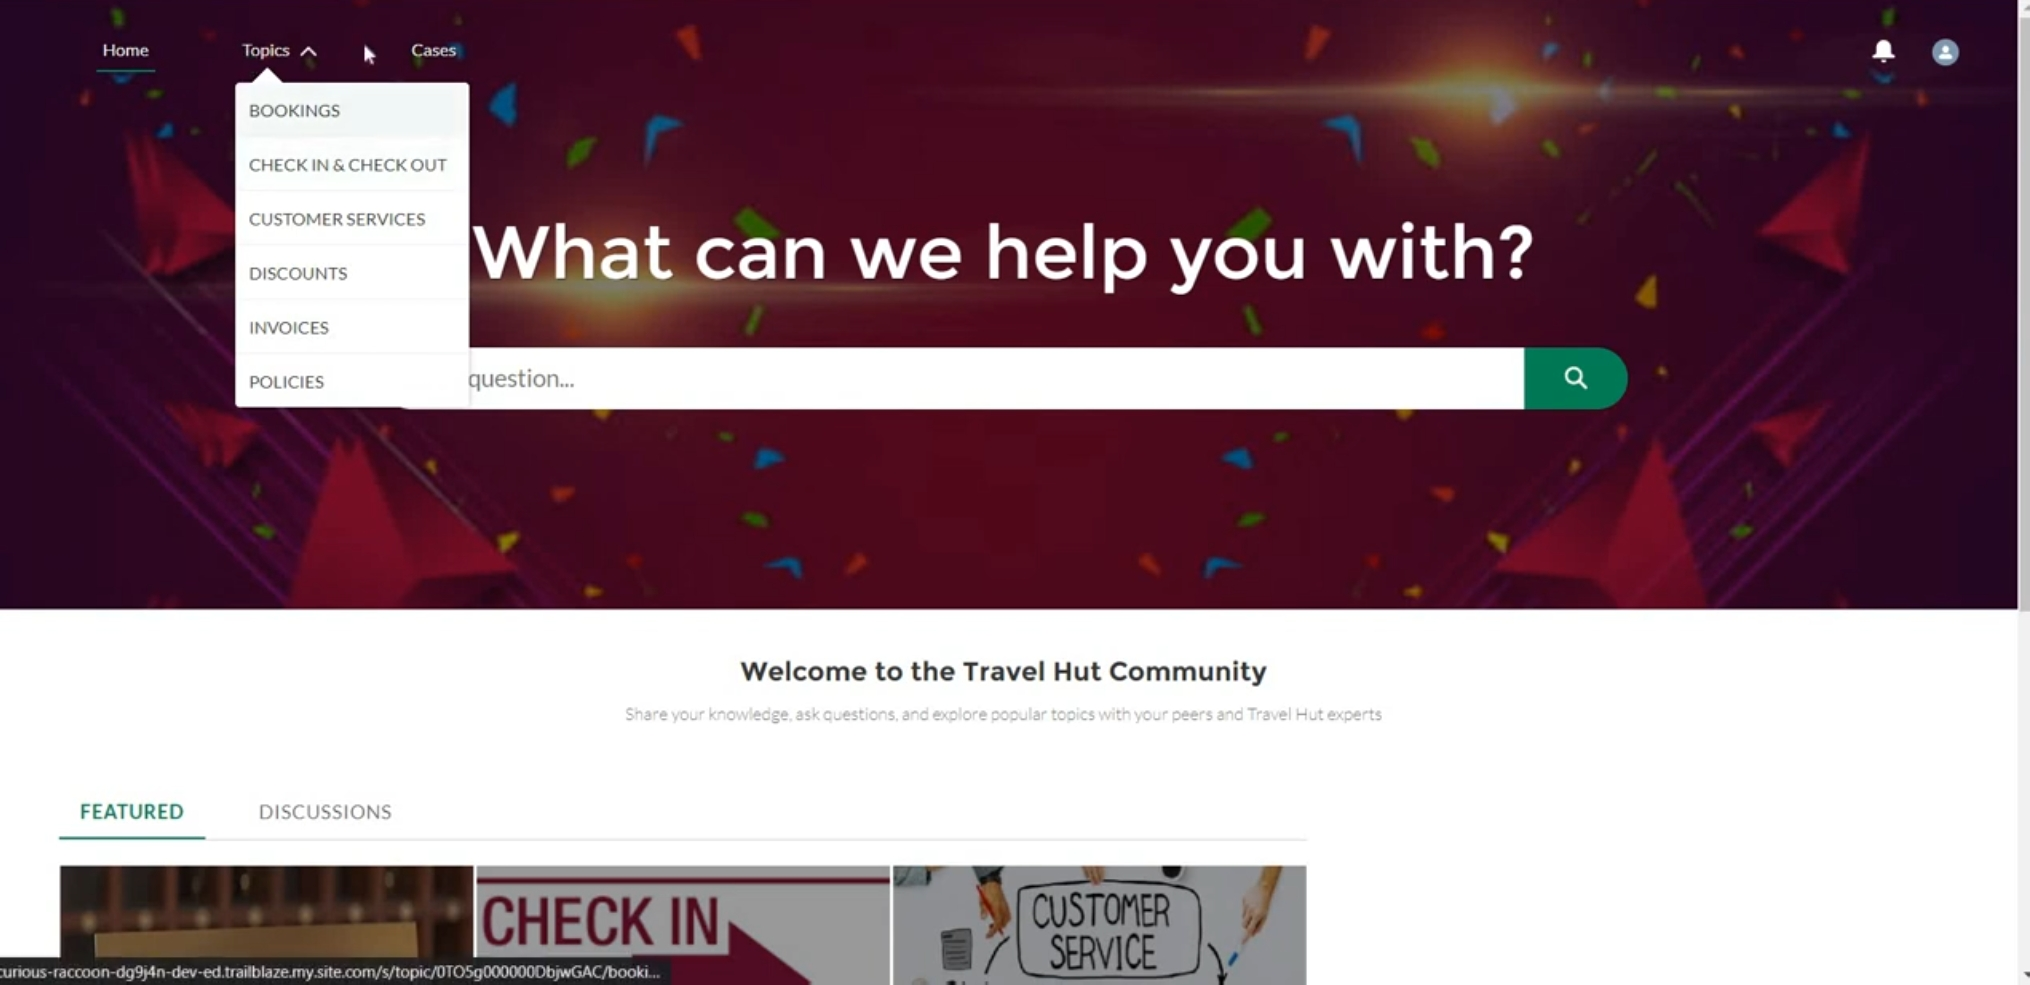 Home
Topics
Cases
BOOKINGS
CHECK IN & CHECK OUT
CUSTOMER SERVICES
DISCOUNTS
INVOICES
POLICIES
What can we help you with?
question...
Welcome to the Travel Hut Community
Share your knowledge, ask questions, and explore popular topics with your peers and Travel Hut experts
FEATURED
DISCUSSIONS
CHECK IN
CUSTOMER
SERVICE
curious-raccoon-dg9j4n-dev-ed.trailblaze.my.site.com/s/topic/0TO5g000000DbjwGAC/booki...